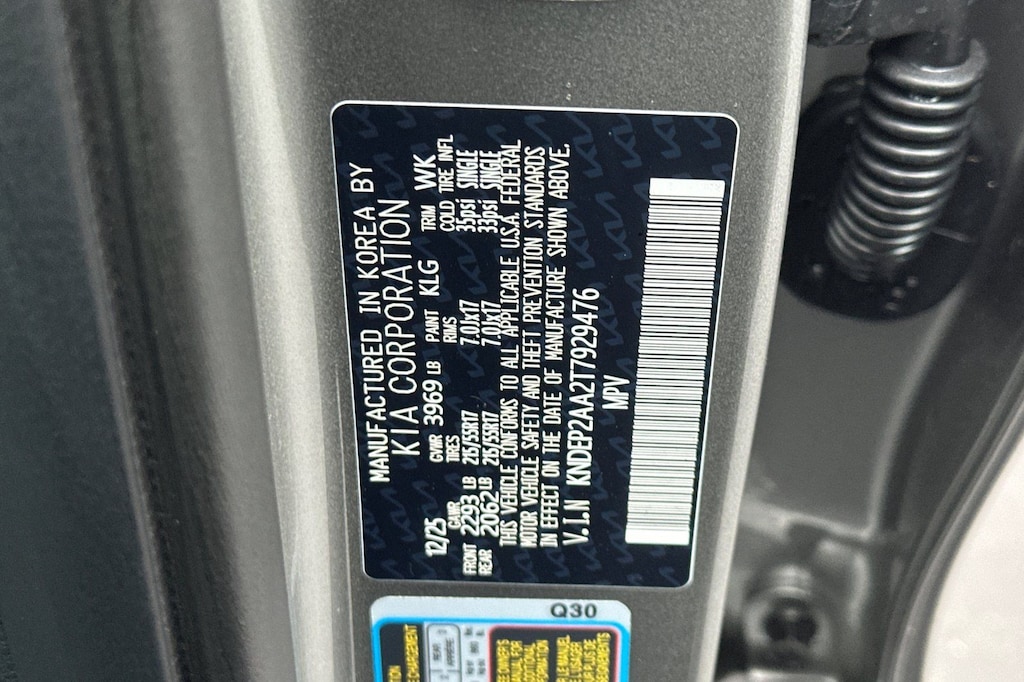 MANUFACTURED IN KOREA BY
KIA CORPORATION
12/25 GVWR 3969 LB PAINT KLG TRIM WK
GAWR TIRES RIMS COLD TIRE INFL
FRONT 2293 LB 215/55R17 7.0Jx17 35psi SINGLE
REAR 2062 LB 215/55R17 7.0Jx17 33psi SINGLE
THIS VEHICLE CONFORMS TO ALL APPLICABLE U.S.A. FEDERAL
MOTOR VEHICLE SAFETY AND THEFT PREVENTION STANDARDS
IN EFFECT ON THE DATE OF MANUFACTURE SHOWN ABOVE.
V.I.N KNDEP2AA2T7929476
MPV
Q30
REAR